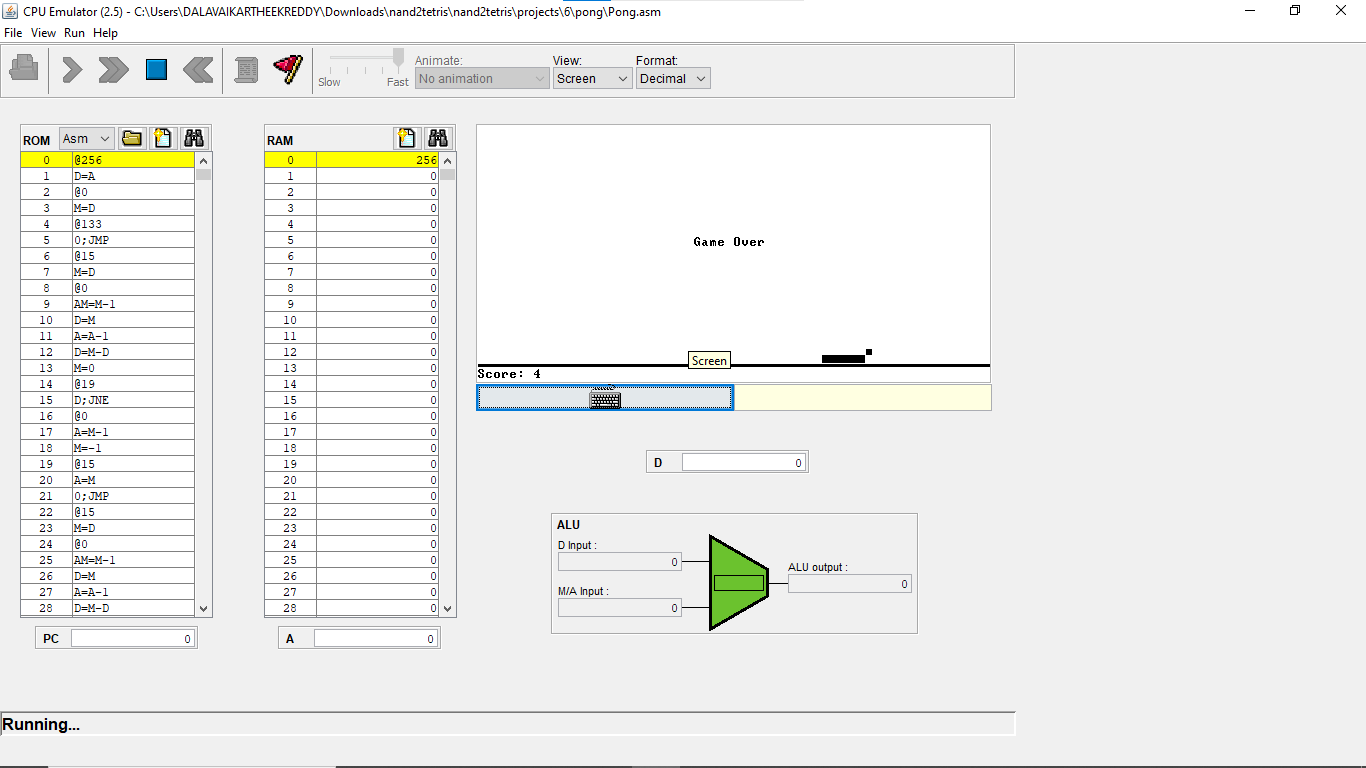 CPU Emulator (2.5) - C:\Users\DALAVAIKARTHEEKREDDY\Downloads\nand2tetris\nand2tetris\projects\6\pong\Pong.asm
File View Run Help
Slow Fast
Animate:
No animation
View:
Screen
Format:
Decimal
ROM Asm
0 @256
1 D=A
2 @0
3 M=D
4 @133
5 0;JMP
6 @15
7 M=D
8 @0
9 AM=M-1
10 D=M
11 A=A-1
12 D=M-D
13 M=0
14 @19
15 D;JNE
16 @0
17 A=M-1
18 M=-1
19 @15
20 A=M
21 0;JMP
22 @15
23 M=D
24 @0
25 AM=M-1
26 D=M
27 A=A-1
28 D=M-D
PC 0
RAM
0 256
1 0
2 0
3 0
4 0
5 0
6 0
7 0
8 0
9 0
10 0
11 0
12 0
13 0
14 0
15 0
16 0
17 0
18 0
19 0
20 0
21 0
22 0
23 0
24 0
25 0
26 0
27 0
28 0
A 0
Game Over
Screen
Score: 4
D 0
ALU
D Input :
0
M/A Input :
0
ALU output :
0
Running...